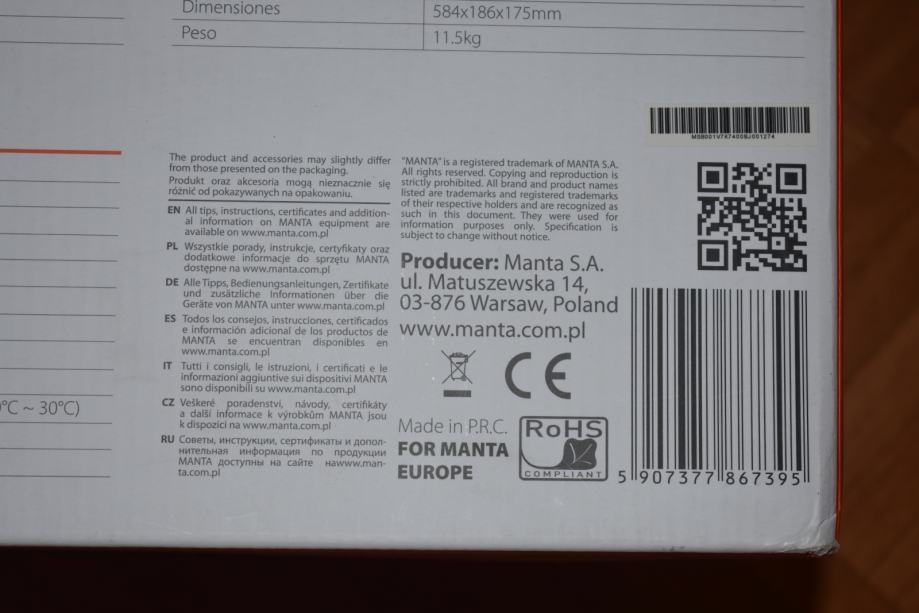 Dimensiones 584x186x175mm
Peso 11.5kg
MSB001V7K7400SJ001274
°C ~ 30°C)
The product and accessories may slightly differ
from those presented on the packaging.
Produkt oraz akcesoria mogą nieznacznie się
różnić od pokazywanych na opakowaniu.
EN All tips, instructions, certificates and addition-
al information on MANTA equipment are
available on www.manta.com.pl
PL Wszystkie porady, instrukcje, certyfikaty oraz
dodatkowe informacje do sprzętu MANTA
dostępne na www.manta.com.pl
DE Alle Tipps, Bedienungsanleitungen, Zertifikate
und zusätzliche Informationen über die
Geräte von MANTA unter www.manta.com.pl
ES Todos los consejos, instrucciones, certificados
e información adicional de los productos de
MANTA se encuentran disponibles en
www.manta.com.pl
IT Tutti i consigli, le istruzioni, i certificati e le
informazioni aggiuntive sui dispositivi MANTA
sono disponibili su www.manta.com.pl
CZ Veškeré poradenství, návody, certifikáty
a další informace k výrobkům MANTA jsou
k dispozici na www.manta.com.pl
RU Советы, инструкции, сертификаты и допол-
нительная информация по продукции
MANTA доступны на сайте наwww.man-
ta.com.pl
"MANTA" is a registered trademark of MANTA S.A.
All rights reserved. Copying and reproduction is
strictly prohibited. All brand and product names
listed are trademarks and registered trademarks
of their respective holders and are recognized as
such in this document. They were used for
information purposes only. Specification is
subject to change without notice.
Producer: Manta S.A.
ul. Matuszewska 14,
03-876 Warsaw, Poland
www.manta.com.pl
CE
Made in P.R.C.
FOR MANTA
EUROPE
RoHS
COMPLIANT
5 907377 867395